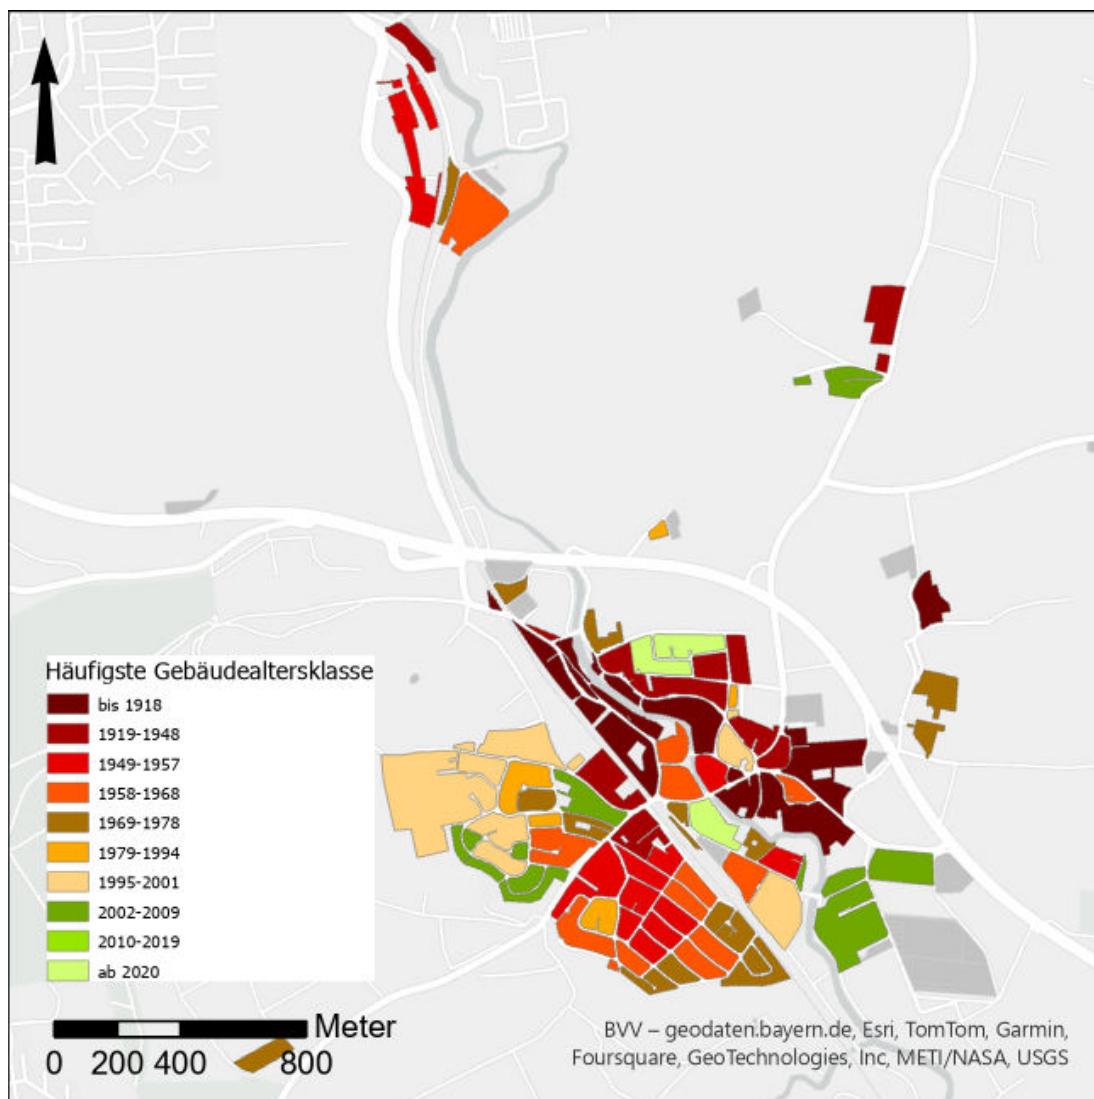 Häufigste Gebäudealtersklasse
bis 1918
1919-1948
1949-1957
1958-1968
1969-1978
1979-1994
1995-2001
2002-2009
2010-2019
ab 2020
Meter
0 200 400 800
BVV – geodaten.bayern.de, Esri, TomTom, Garmin,
Foursquare, GeoTechnologies, Inc, METI/NASA, USGS